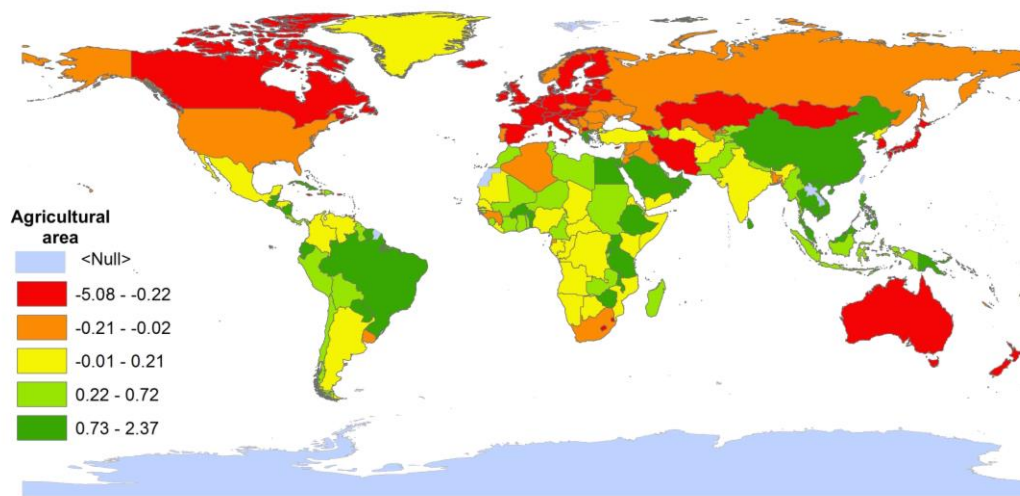 Agricultural
area
<Null>
-5.08 - -0.22
-0.21 - -0.02
-0.01 - 0.21
0.22 - 0.72
0.73 - 2.37